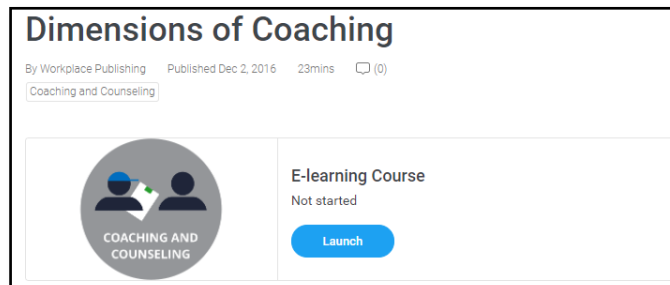 Dimensions of Coaching
By Workplace Publishing Published Dec 2, 2016 23mins (0)
Coaching and Counseling
COACHING AND
COUNSELING
E-learning Course
Not started
Launch